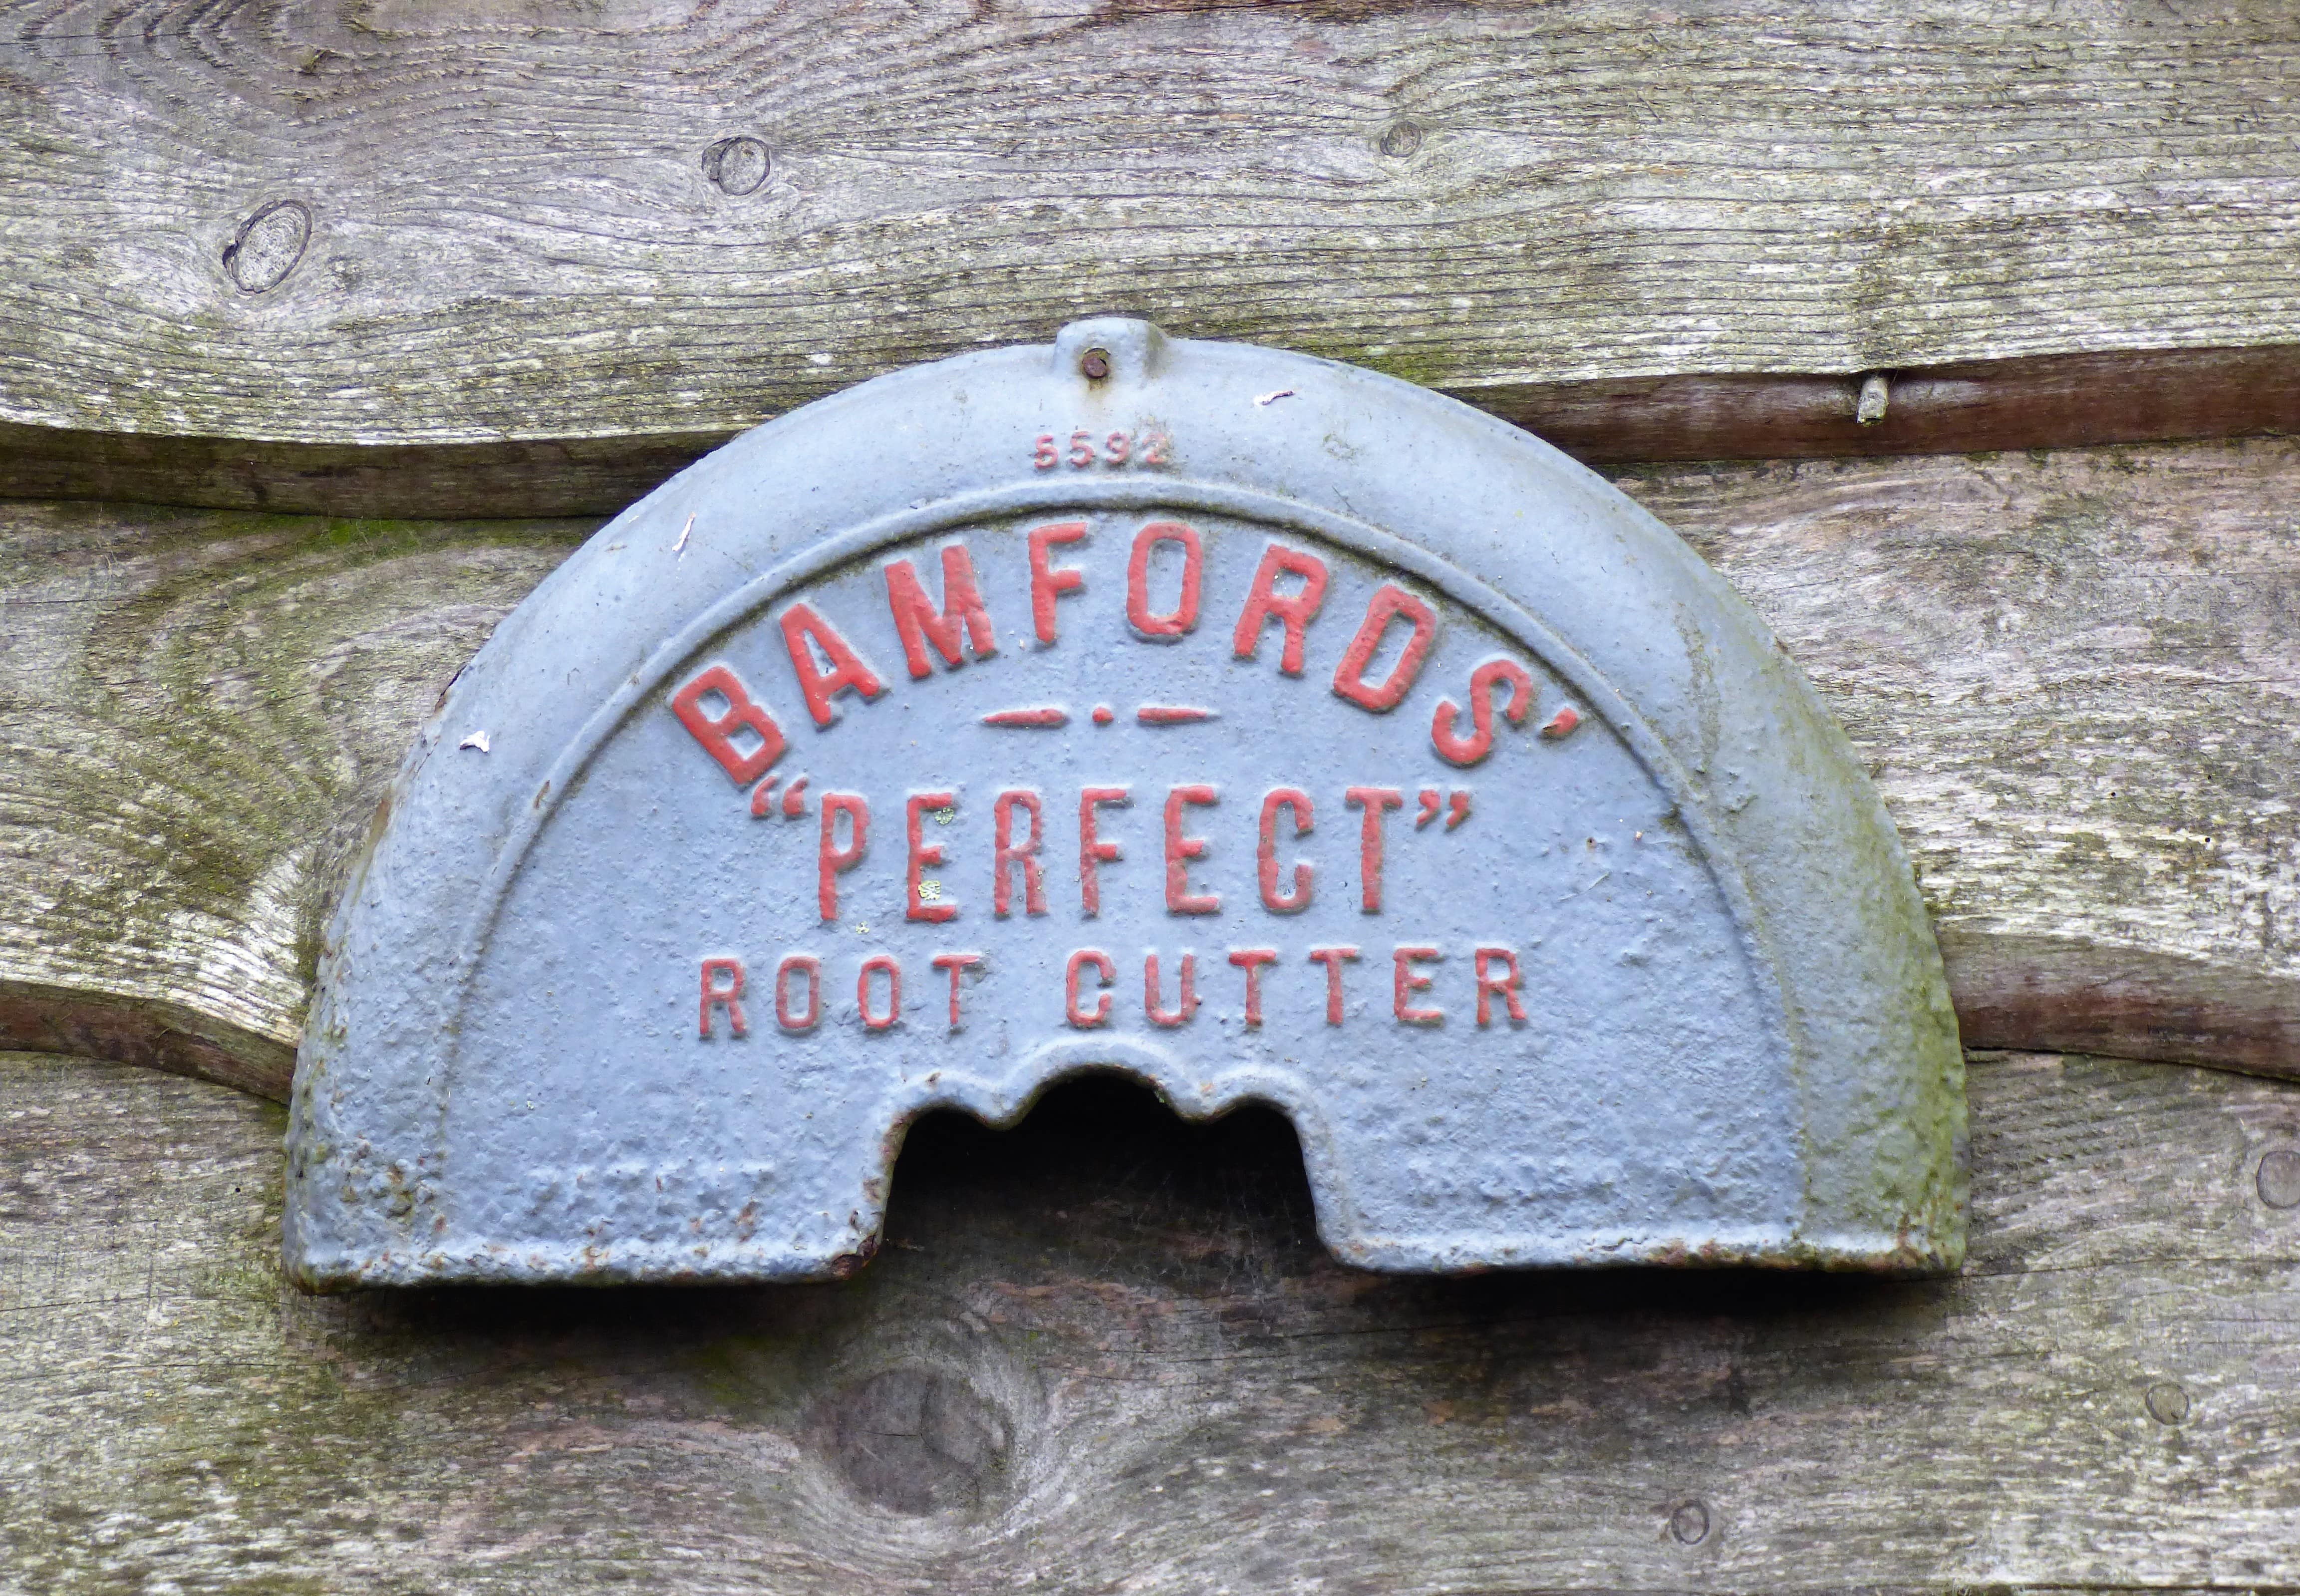 5592
BAMFORDS'
“PERFECT”
ROOT CUTTER